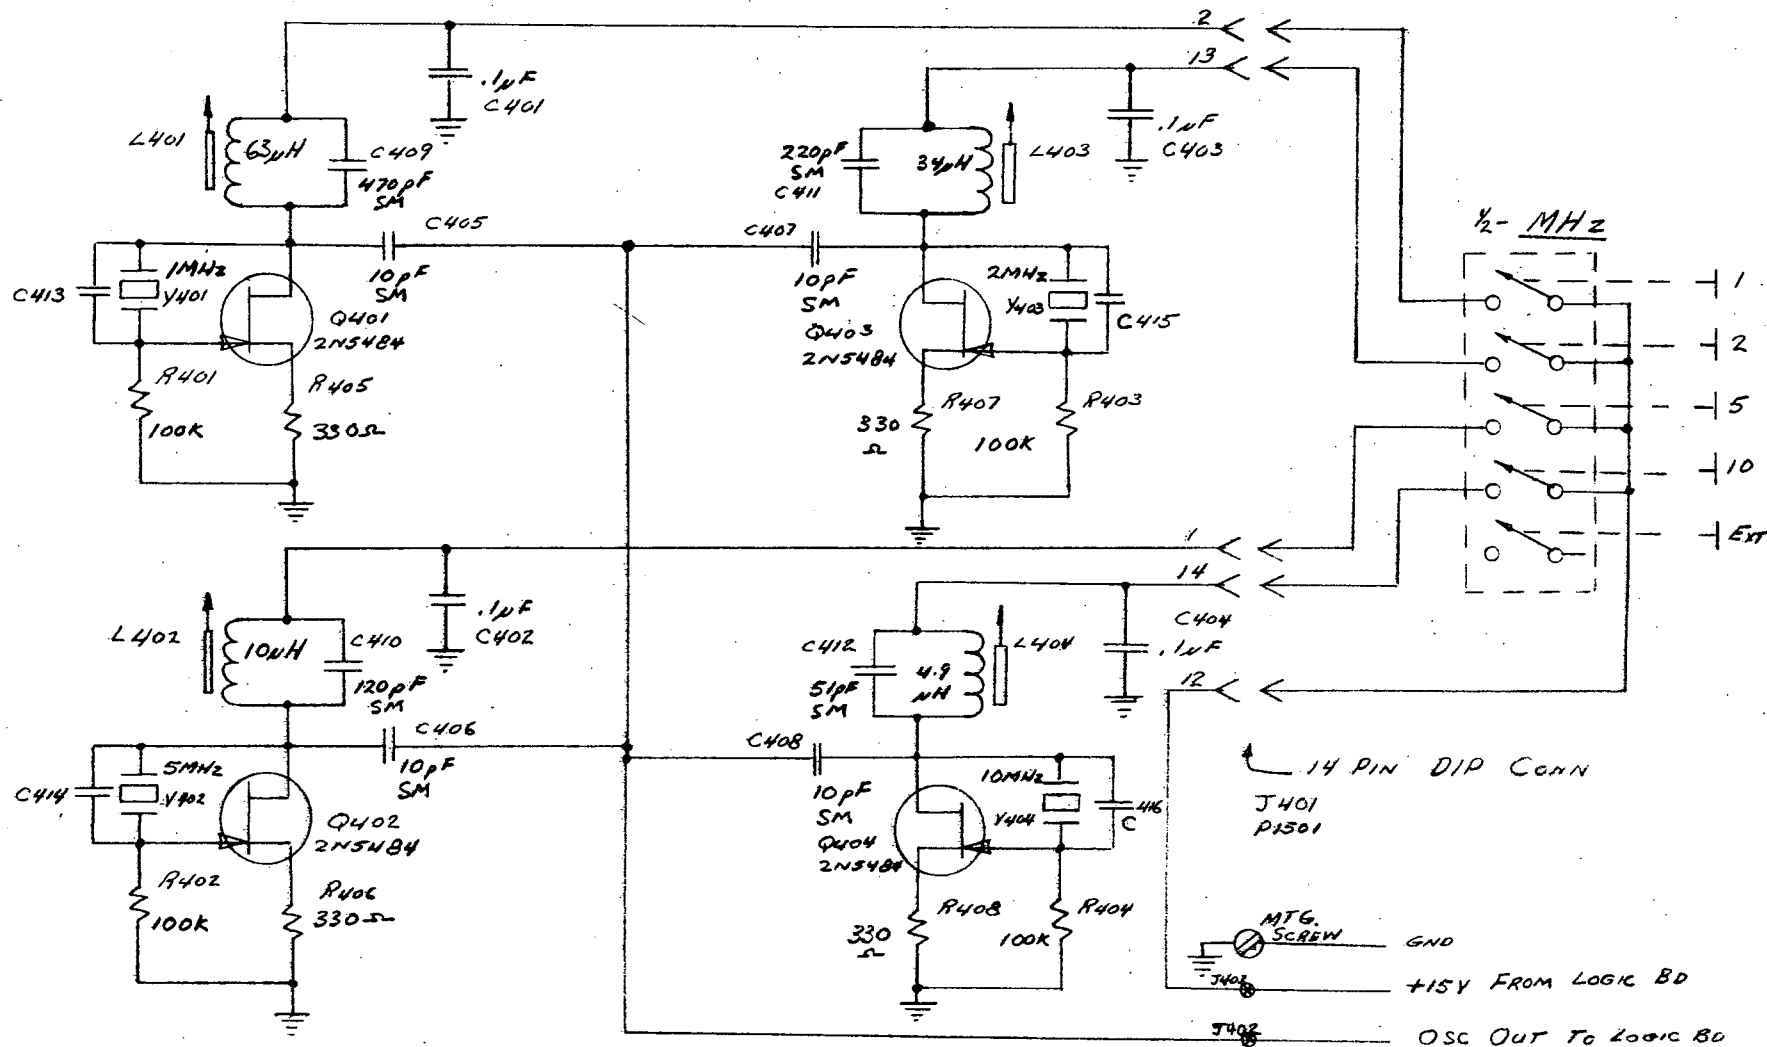 2
13
.1µF
C401
L401
63µH
C409
470pF
SM
C405
10pF
SM
1MHz
Y401
C413
Q401
2N5484
R401
100K
R405
330Ω
.1µF
C403
220pF
SM
C411
34µH
L403
C407
10pF
SM
2MHz
Y403
C415
Q403
2N5484
R407
330
Ω
R403
100K
½- MHz
1
2
5
10
EXT
1
14
.1µF
C402
L402
10µH
C410
120pF
SM
C406
10pF
SM
5MHz
Y402
C414
Q402
2N5484
R402
100K
R406
330Ω
C404
.1µF
C412
51pF
SM
4.9
µH
L404
12
C408
10pF
SM
10MHz
Y404
416
C
Q404
2N5484
R408
330
Ω
R404
100K
14 PIN DIP CONN
J401
P1501
MTG.
SCREW
GND
J403
+15V FROM LOGIC BD
J402
OSC OUT TO LOGIC BD